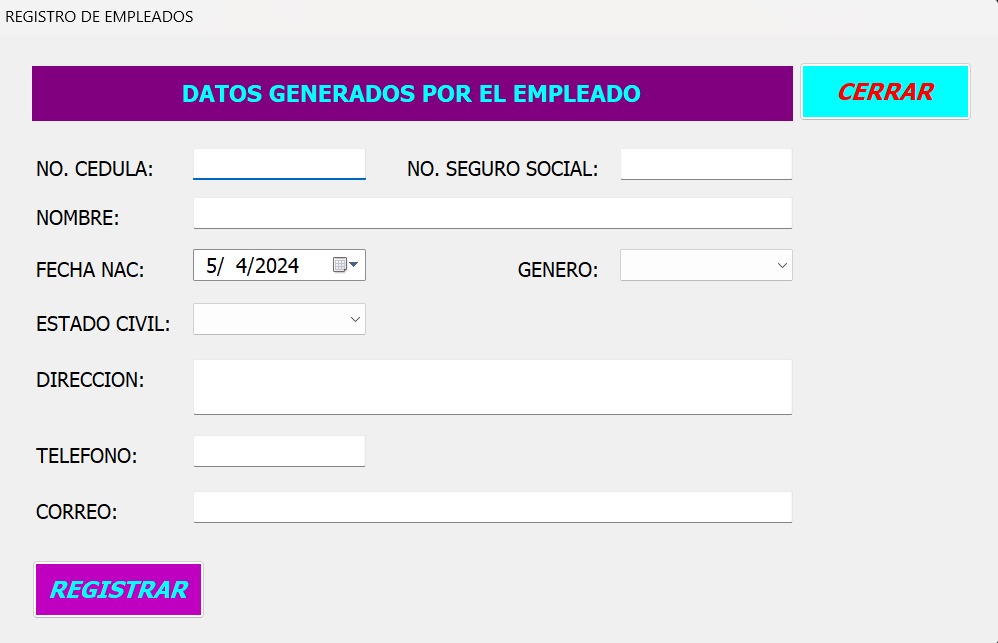 REGISTRO DE EMPLEADOS
DATOS GENERADOS POR EL EMPLEADO
CERRAR
NO. CEDULA:
NO. SEGURO SOCIAL:
NOMBRE:
FECHA NAC: 5/ 4/2024
GENERO:
ESTADO CIVIL:
DIRECCION:
TELEFONO:
CORREO:
REGISTRAR